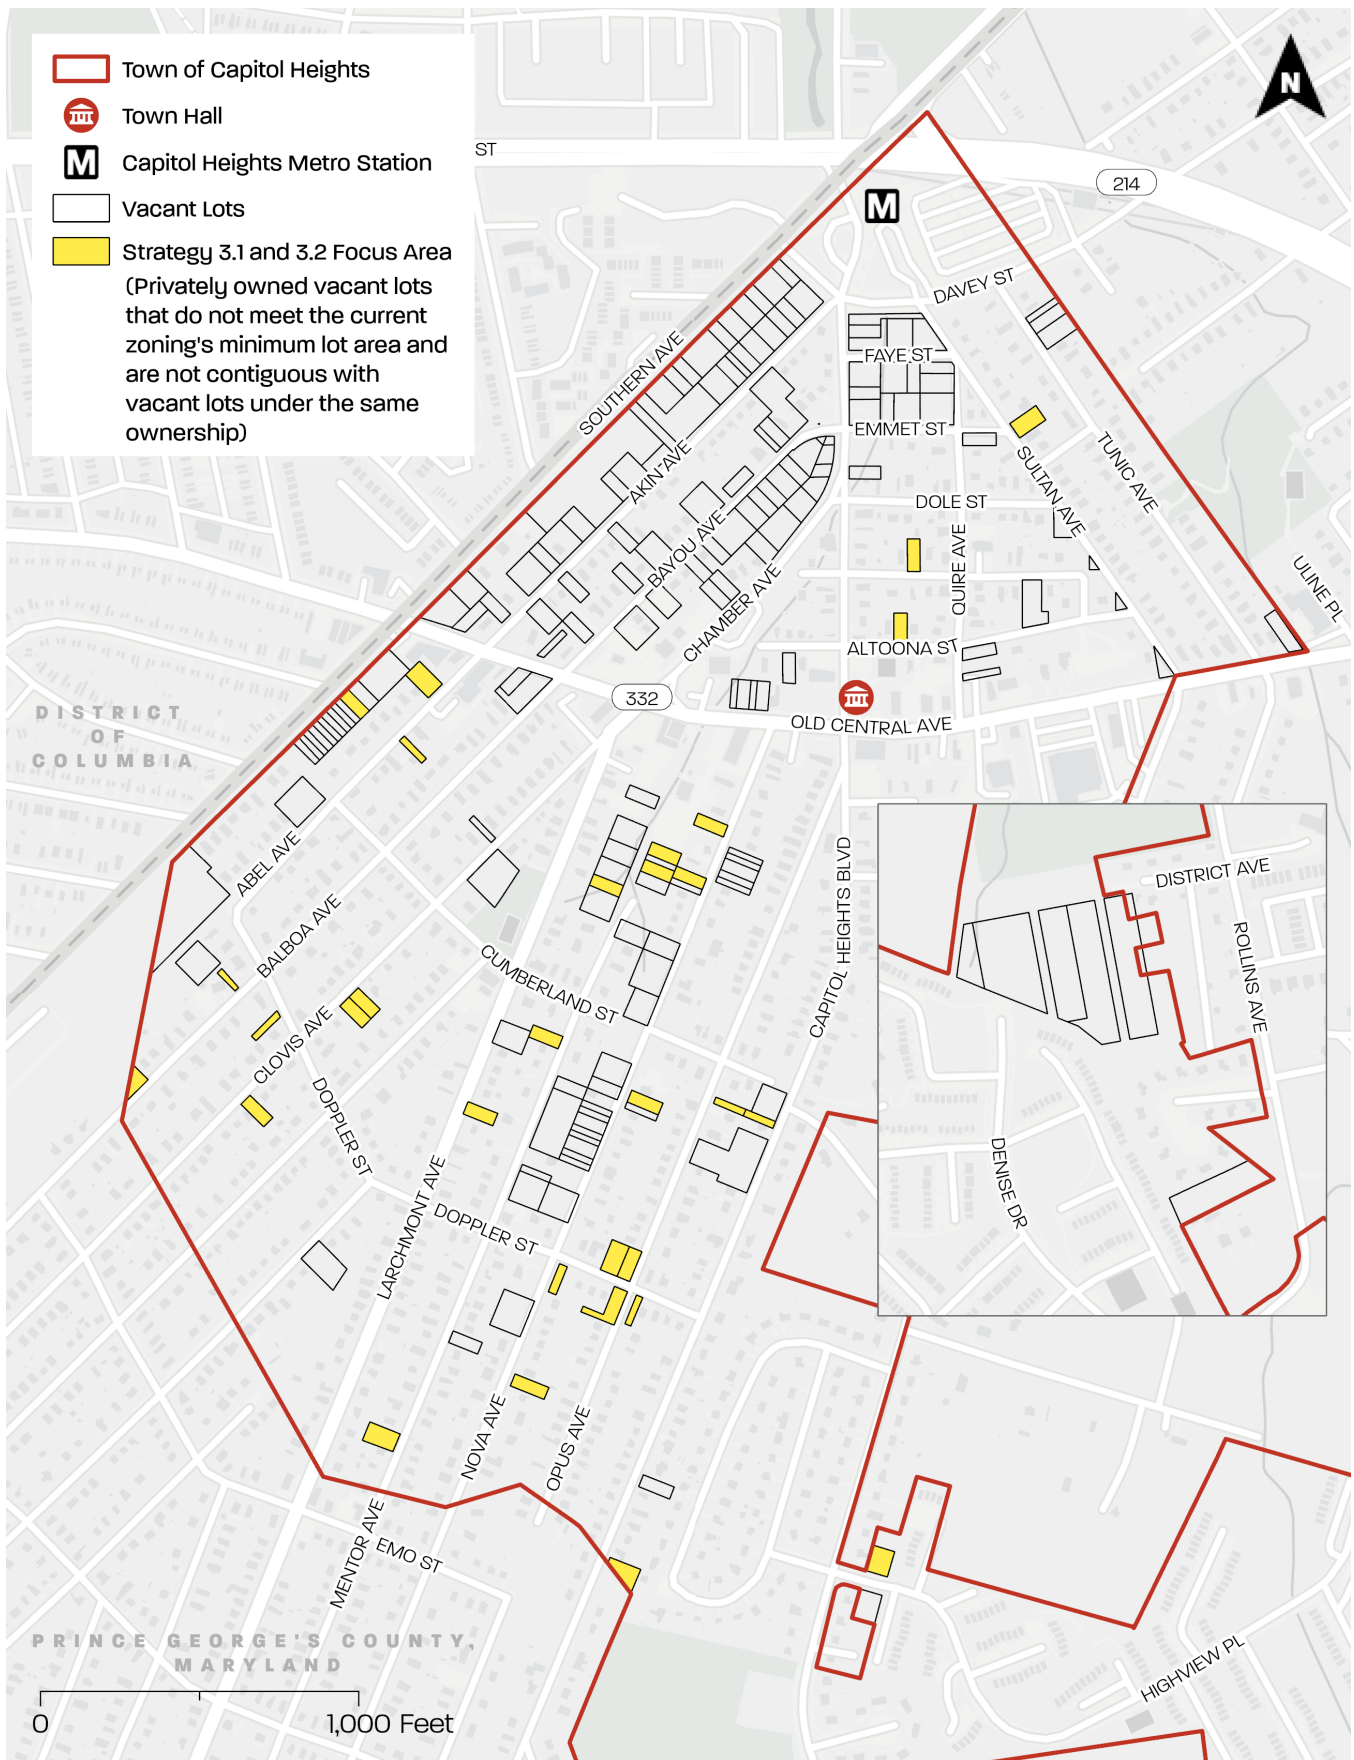 Town of Capitol Heights
Town Hall
M
Capitol Heights Metro Station
Vacant Lots
Strategy 3.1 and 3.2 Focus Area
(Privately owned vacant lots
that do not meet the current
zoning's minimum lot area and
are not contiguous with
vacant lots under the same
ownership)
N
ST
214
M
DAVEY ST
FAYE ST
SOUTHERN AVE
EMMET ST
AKIN AVE
TUNIC AVE
SULTAN AVE
DOLE ST
BAYOU AVE
QUIRE AVE
CHAMBER AVE
ULINE PL
ALTOONA ST
332
OLD CENTRAL AVE
DISTRICT
OF
COLUMBIA
ABEL AVE
BALBOA AVE
CAPITOL HEIGHTS BLVD
DISTRICT AVE
ROLLINS AVE
CUMBERLAND ST
CLOVIS AVE
DOPPLER ST
DENISE DR
LARCHMONT AVE
DOPPLER ST
NOVA AVE
OPUS AVE
MENTOR AVE
EMO ST
PRINCE GEORGE'S COUNTY,
MARYLAND
HIGHVIEW PL
0
1,000 Feet